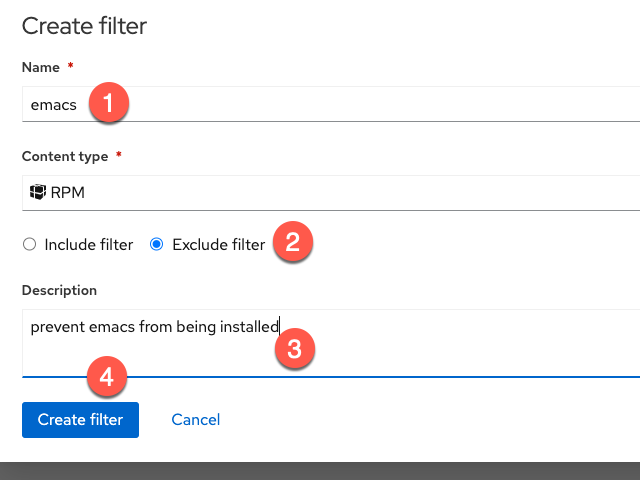 Create filter
Name *
emacs 1
Content type *
RPM
Include filter Exclude filter 2
Description
prevent emacs from being installed
3
4
Create filter Cancel